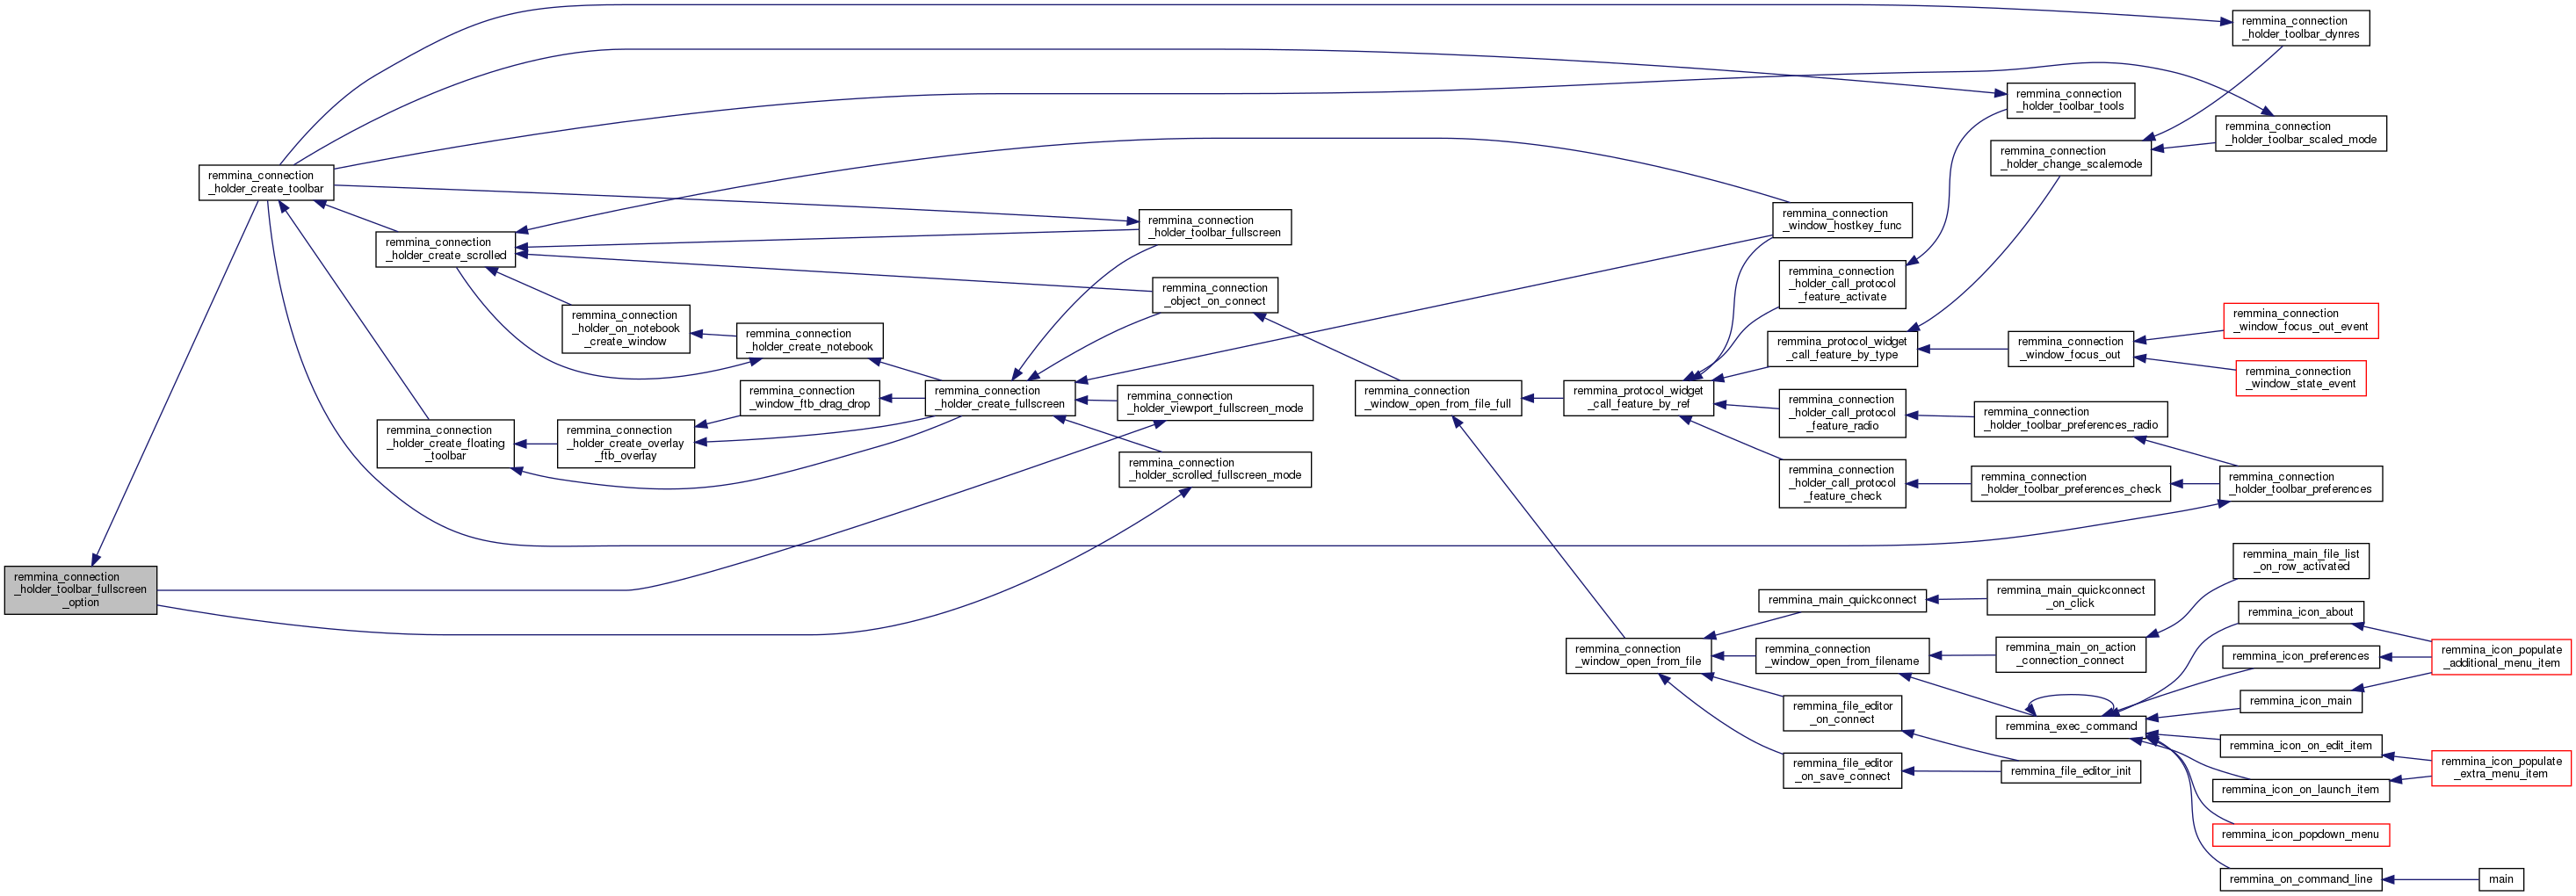 remmina_connection
_holder_toolbar_fullscreen
_option
remmina_connection
_holder_create_toolbar
remmina_connection
_holder_create_scrolled
remmina_connection
_holder_create_floating
_toolbar
remmina_connection
_holder_on_notebook
_create_window
remmina_connection
_holder_create_overlay
_ftb_overlay
remmina_connection
_holder_create_notebook
remmina_connection
_window_ftb_drag_drop
remmina_connection
_holder_create_fullscreen
remmina_connection
_holder_toolbar_fullscreen
remmina_connection
_object_on_connect
remmina_connection
_holder_viewport_fullscreen_mode
remmina_connection
_holder_scrolled_fullscreen_mode
remmina_connection
_window_open_from_file_full
remmina_protocol_widget
_call_feature_by_ref
remmina_connection
_window_open_from_file
remmina_connection
_window_hostkey_func
remmina_connection
_holder_call_protocol
_feature_activate
remmina_protocol_widget
_call_feature_by_type
remmina_connection
_holder_call_protocol
_feature_radio
remmina_connection
_holder_call_protocol
_feature_check
remmina_main_quickconnect
remmina_connection
_window_open_from_filename
remmina_file_editor
_on_connect
remmina_file_editor
_on_save_connect
remmina_connection
_holder_toolbar_tools
remmina_connection
_holder_change_scalemode
remmina_connection
_window_focus_out
remmina_connection
_holder_toolbar_preferences_radio
remmina_connection
_holder_toolbar_preferences_check
remmina_main_quickconnect
_on_click
remmina_main_on_action
_connection_connect
remmina_exec_command
remmina_file_editor_init
remmina_connection
_holder_toolbar_dynres
remmina_connection
_holder_toolbar_scaled_mode
remmina_connection
_window_focus_out_event
remmina_connection
_window_state_event
remmina_connection
_holder_toolbar_preferences
remmina_main_file_list
_on_row_activated
remmina_icon_about
remmina_icon_preferences
remmina_icon_main
remmina_icon_on_edit_item
remmina_icon_on_launch_item
remmina_icon_popdown_menu
remmina_on_command_line
remmina_icon_populate
_additional_menu_item
remmina_icon_populate
_extra_menu_item
main